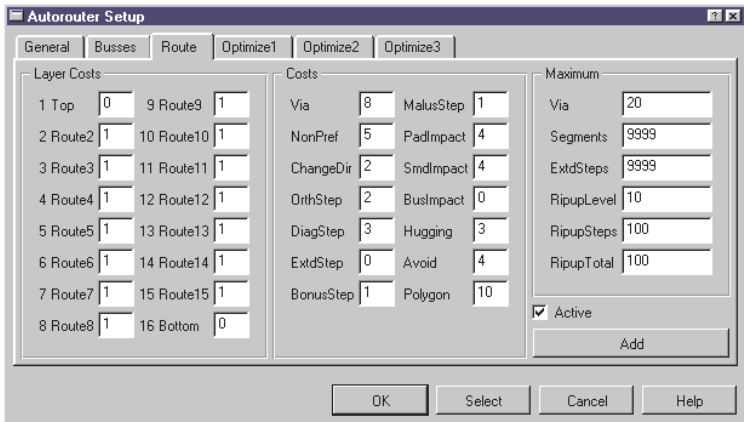 Autorouter Setup
General Busses Route Optimize1 Optimize2 Optimize3
Layer Costs
1 Top 0 9 Route9 1
2 Route2 1 10 Route10 1
3 Route3 1 11 Route11 1
4 Route4 1 12 Route12 1
5 Route5 1 13 Route13 1
6 Route6 1 14 Route14 1
7 Route7 1 15 Route15 1
8 Route8 1 16 Bottom 0
Costs
Via 8 MalusStep 1
NonPref 5 PadImpact 4
ChangeDir 2 SmdImpact 4
OrthStep 2 BusImpact 0
DiagStep 3 Hugging 3
ExtdStep 0 Avoid 4
BonusStep 1 Polygon 10
Maximum
Via 20
Segments 9999
ExtdSteps 9999
RipupLevel 10
RipupSteps 100
RipupTotal 100
Active
Add
OK Select Cancel Help